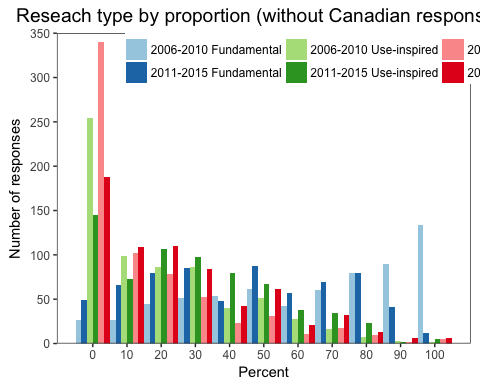 Reseach type by proportion (without Canadian respons
350
300
250
200
150
100
50
0
Number of responses
2006-2010 Fundamental 2006-2010 Use-inspired 20
2011-2015 Fundamental 2011-2015 Use-inspired 20
0 10 20 30 40 50 60 70 80 90 100
Percent